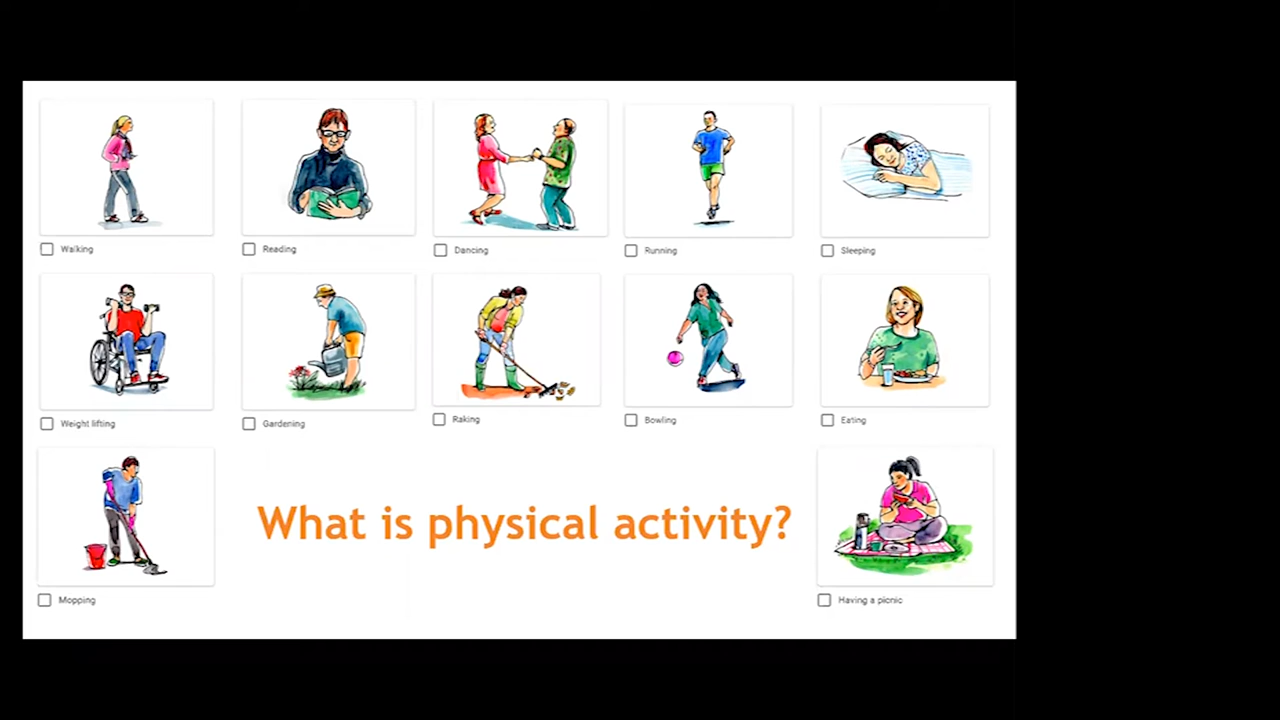 Walking
Reading
Dancing
Running
Sleeping
Weight lifting
Gardening
Raking
Bowling
Eating
What is physical activity?
Mopping
Having a picnic